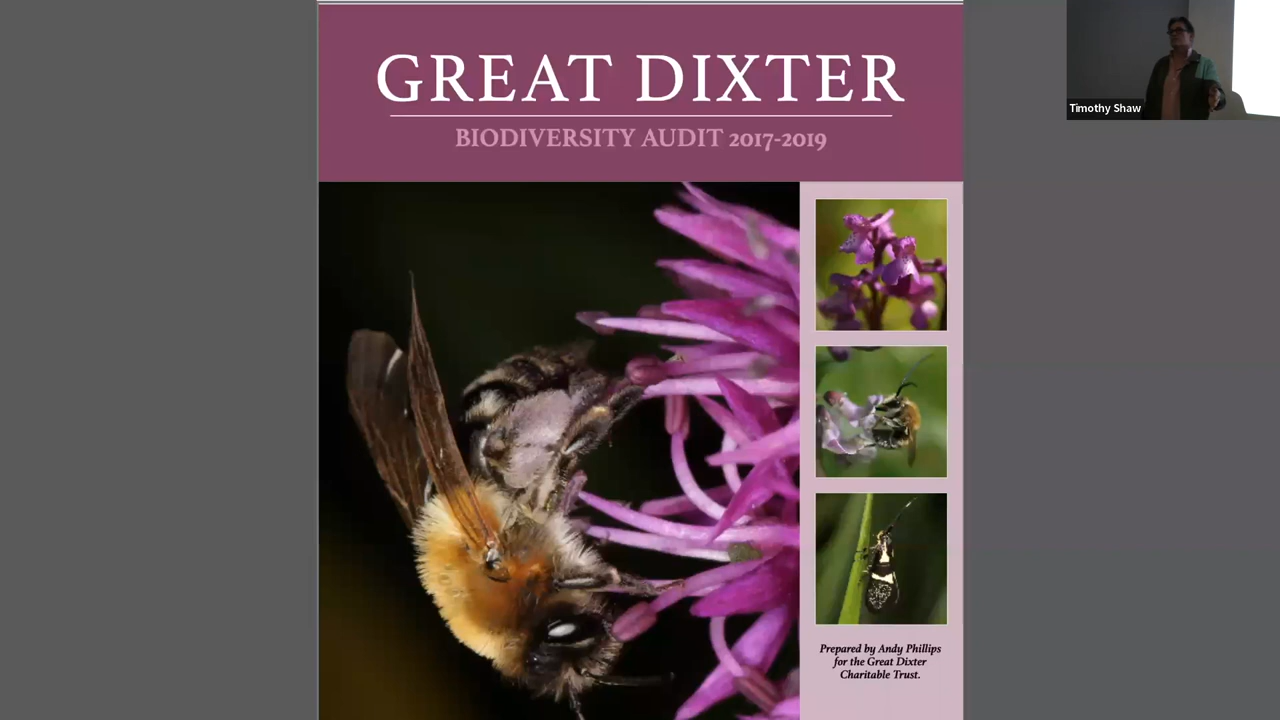 GREAT DIXTER
BIODIVERSITY AUDIT 2017-2019
Timothy Shaw
Prepared by Andy Phillips
for the Great Dixter
Charitable Trust.